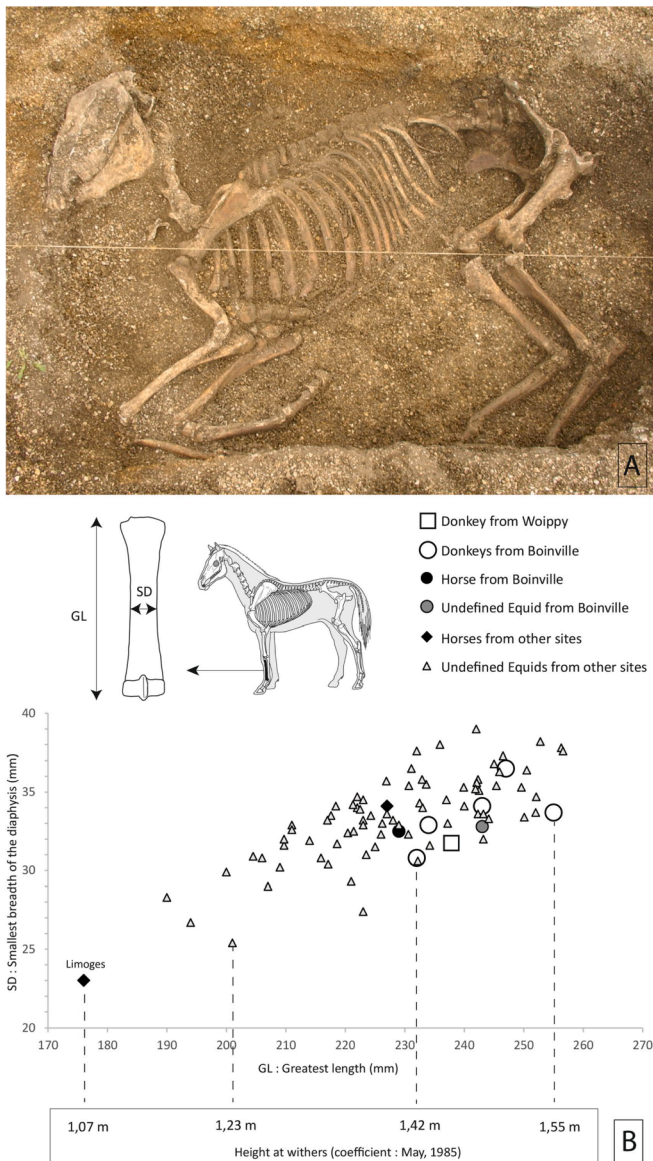 A
GL
SD
Donkey from Woippy
Donkeys from Boinville
Horse from Boinville
Undefined Equid from Boinville
Horses from other sites
Undefined Equids from other sites
SD : Smallest breadth of the diaphysis (mm)
40
35
30
25
20
Limoges
170 180 190 200 210 220 230 240 250 260 270
GL : Greatest length (mm)
1,07 m 1,23 m 1,42 m 1,55 m
Height at withers (coefficient : May, 1985)
B